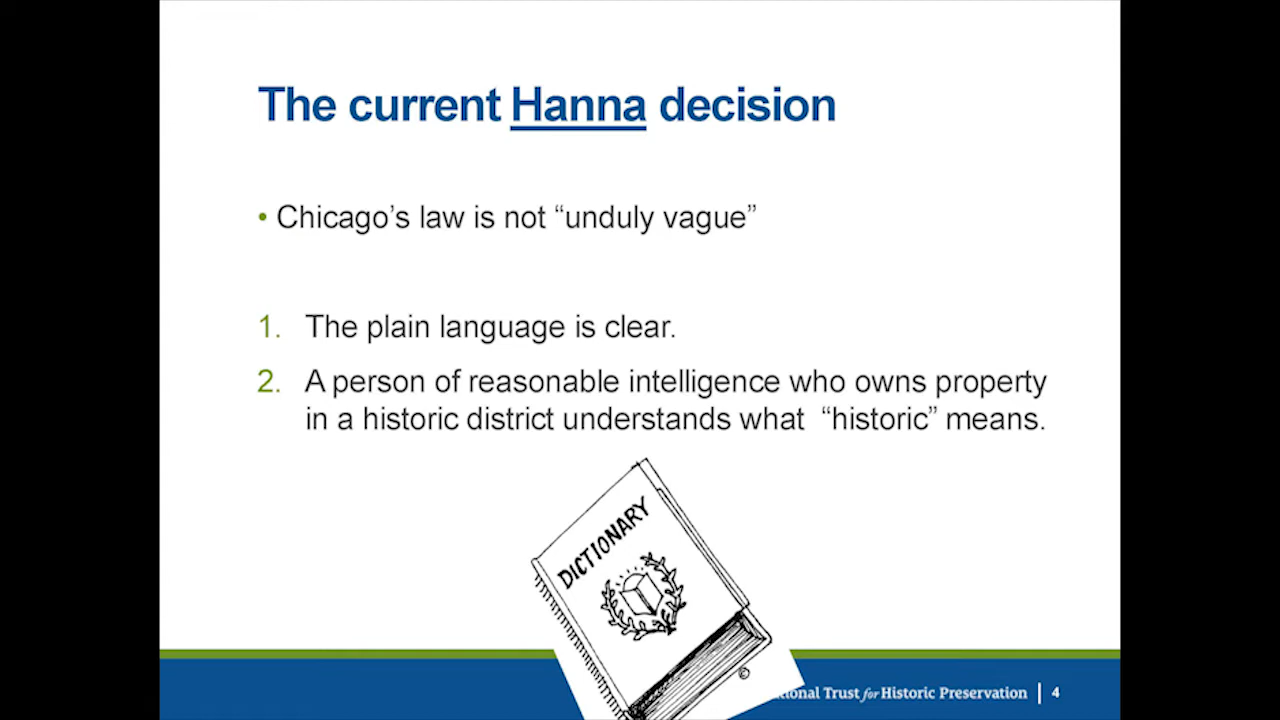 The current Hanna decision
• Chicago’s law is not “unduly vague”
1. The plain language is clear.
2. A person of reasonable intelligence who owns property
in a historic district understands what “historic” means.
DICTIONARY
Trust for Historic Preservation | 4